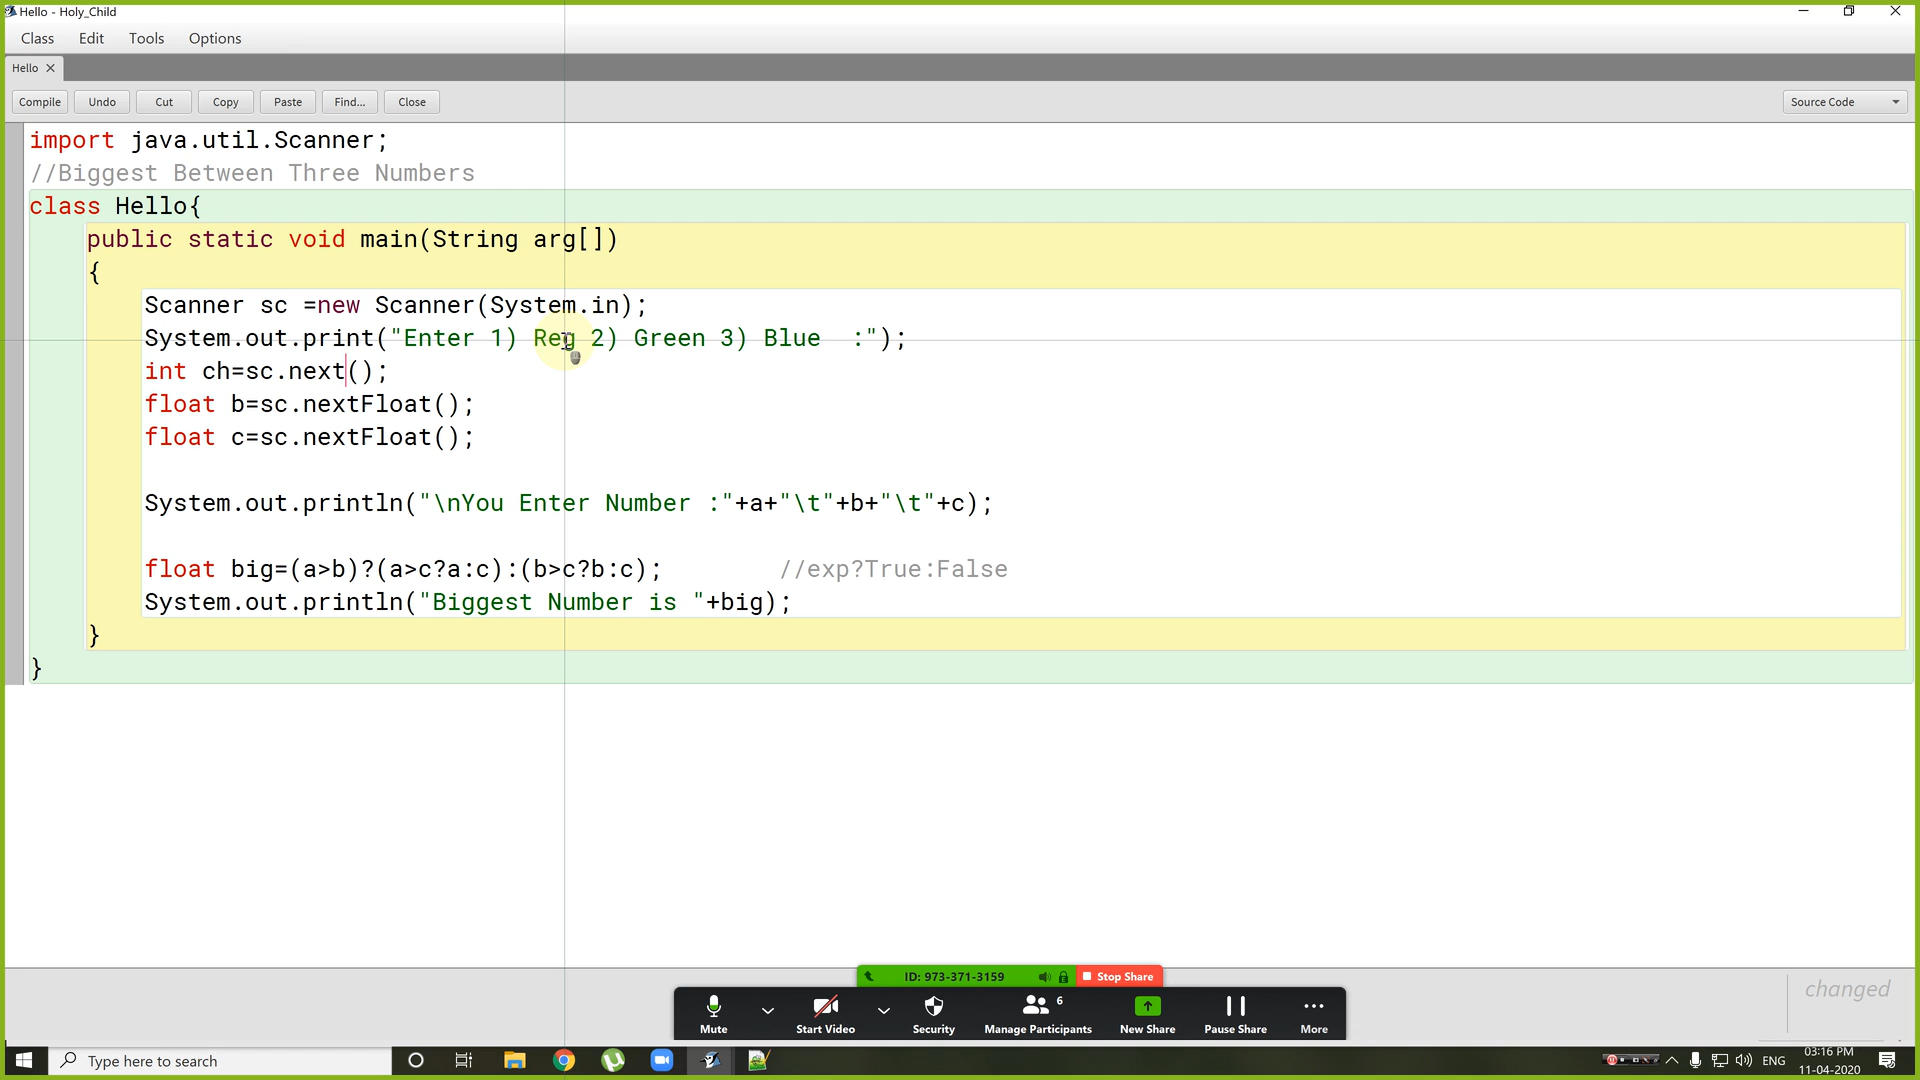 Hello - Holy_Child
Class Edit Tools Options
Hello
Compile Undo Cut Copy Paste Find... Close Source Code
import java.util.Scanner;
//Biggest Between Three Numbers
class Hello{
public static void main(String arg[])
{
Scanner sc =new Scanner(System.in);
System.out.print("Enter 1) Reg 2) Green 3) Blue  :");
int ch=sc.next();
float b=sc.nextFloat();
float c=sc.nextFloat();
System.out.println("\nYou Enter Number :"+a+"\t"+b+"\t"+c);
float big=(a>b)?(a>c?a:c):(b>c?b:c); //exp?True:False
System.out.println("Biggest Number is "+big);
}
}
ID: 973-371-3159 Stop Share
changed
6
Mute Start Video Security Manage Participants New Share Pause Share More
Type here to search
ENG
03:16 PM
11-04-2020